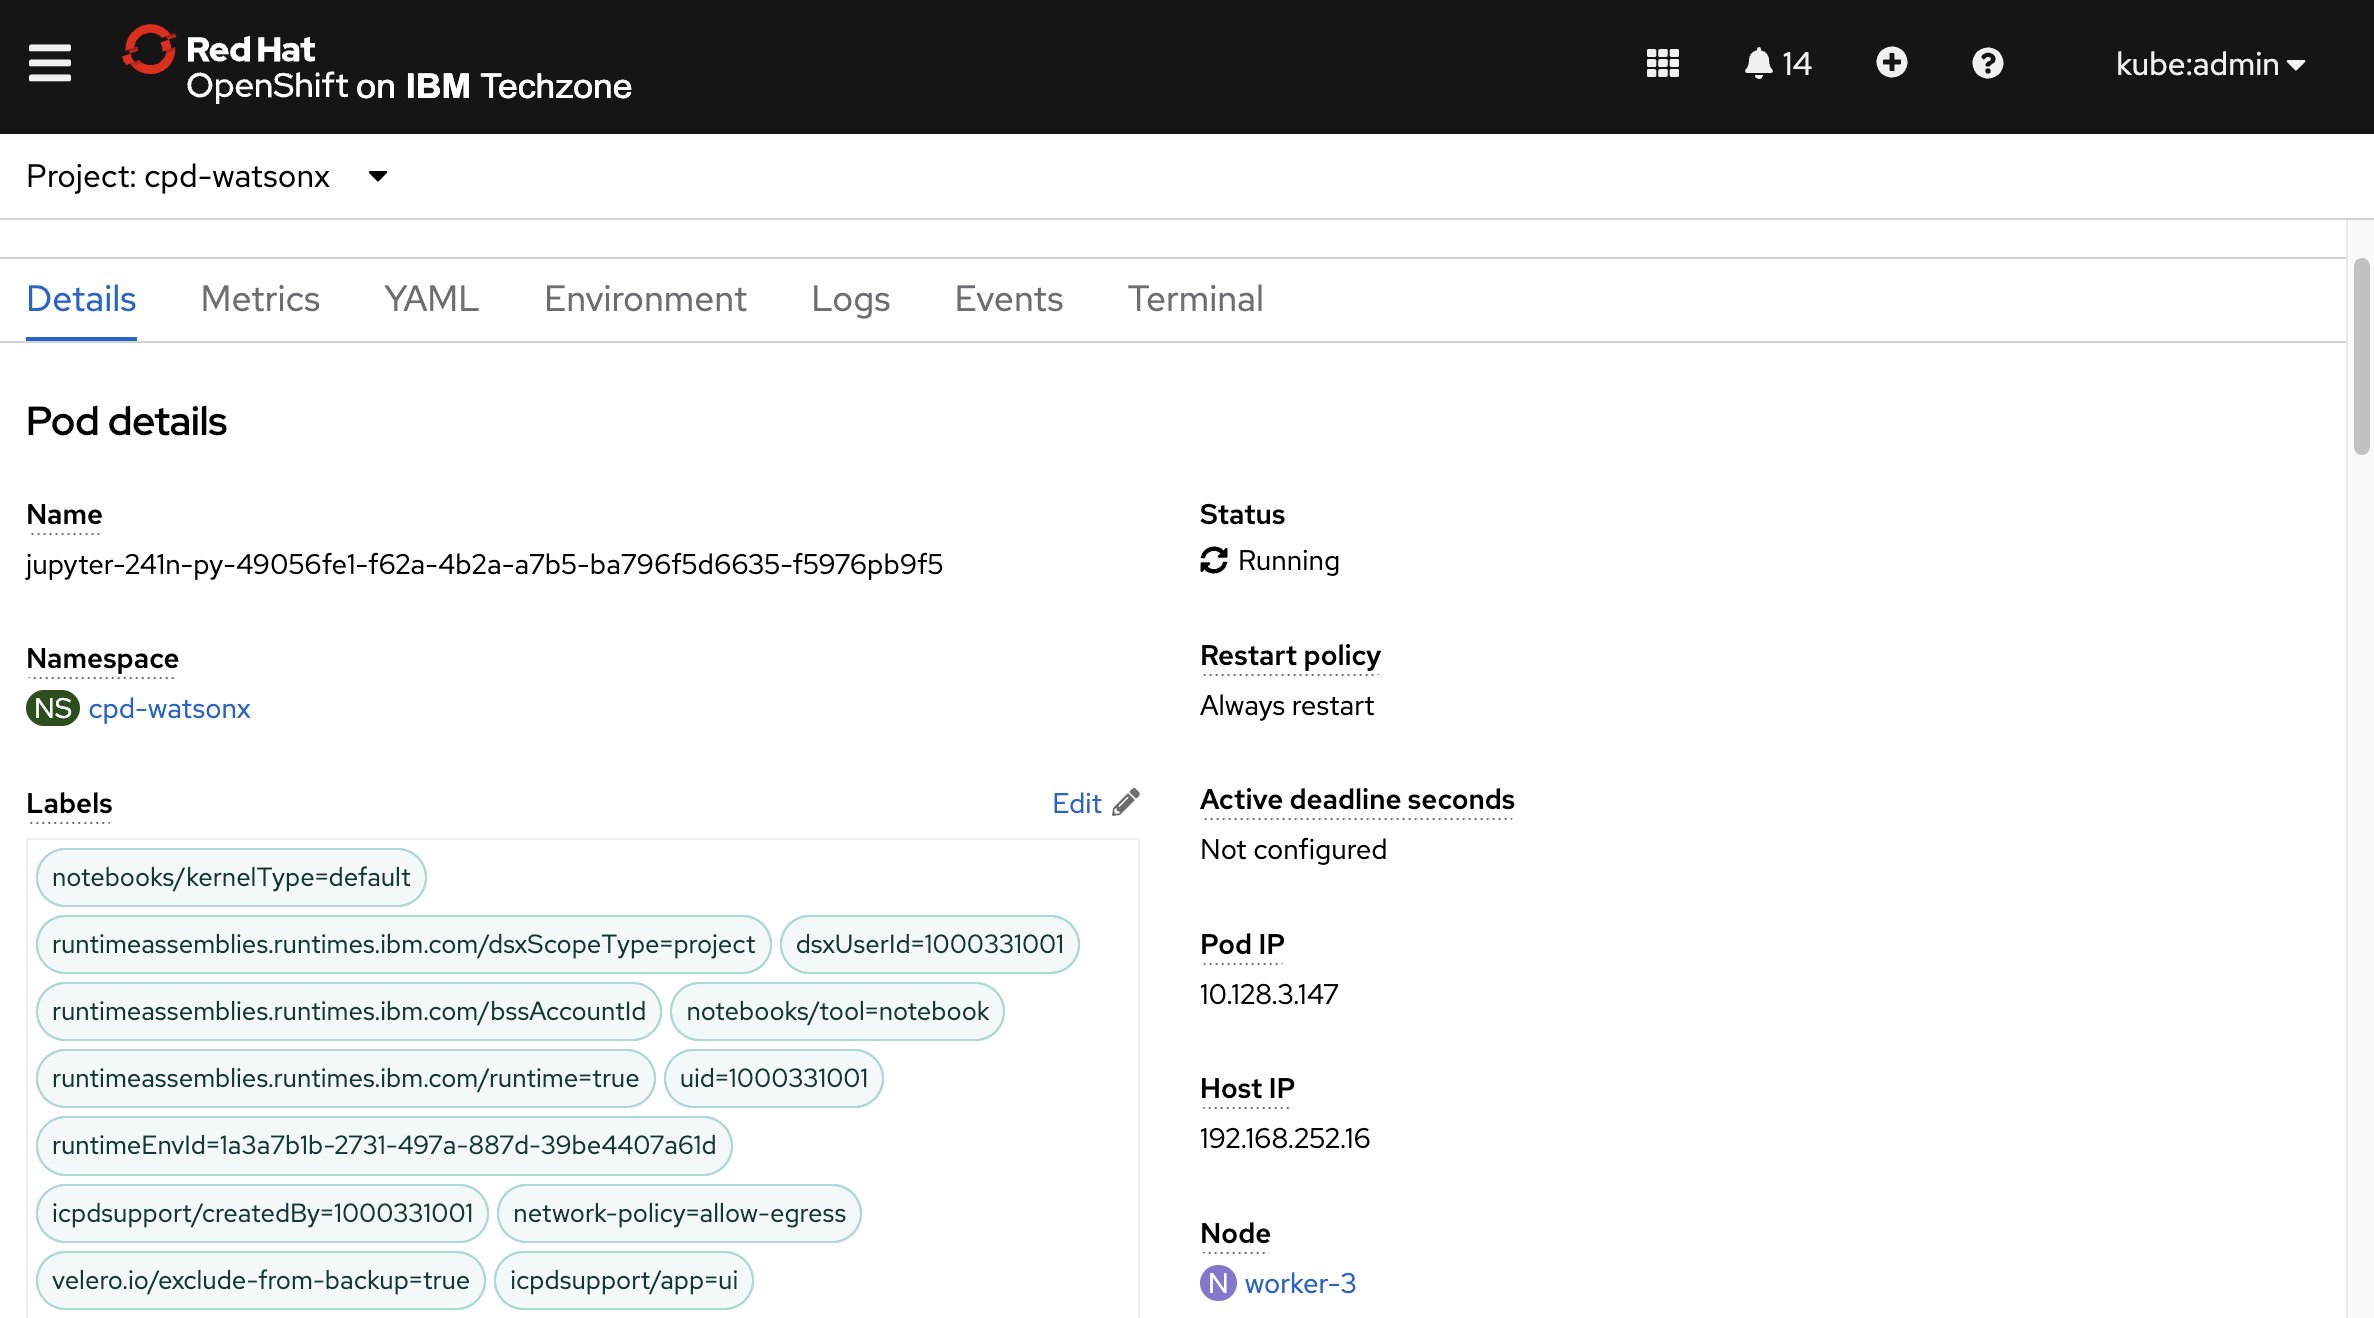 Red Hat
OpenShift on IBM Techzone
14
kube:admin
Project: cpd-watsonx
Details Metrics YAML Environment Logs Events Terminal
Pod details
Name
jupyter-241n-py-49056fe1-f62a-4b2a-a7b5-ba796f5d6635-f5976pb9f5
Namespace
NS cpd-watsonx
Labels
Edit
notebooks/kernelType=default
runtimeassemblies.runtimes.ibm.com/dsxScopeType=project dsxUserId=1000331001
runtimeassemblies.runtimes.ibm.com/bssAccountId notebooks/tool=notebook
runtimeassemblies.runtimes.ibm.com/runtime=true uid=1000331001
runtimeEnvId=1a3a7b1b-2731-497a-887d-39be4407a61d
icpdsupport/createdBy=1000331001 network-policy=allow-egress
velero.io/exclude-from-backup=true icpdsupport/app=ui
Status
Running
Restart policy
Always restart
Active deadline seconds
Not configured
Pod IP
10.128.3.147
Host IP
192.168.252.16
Node
N worker-3